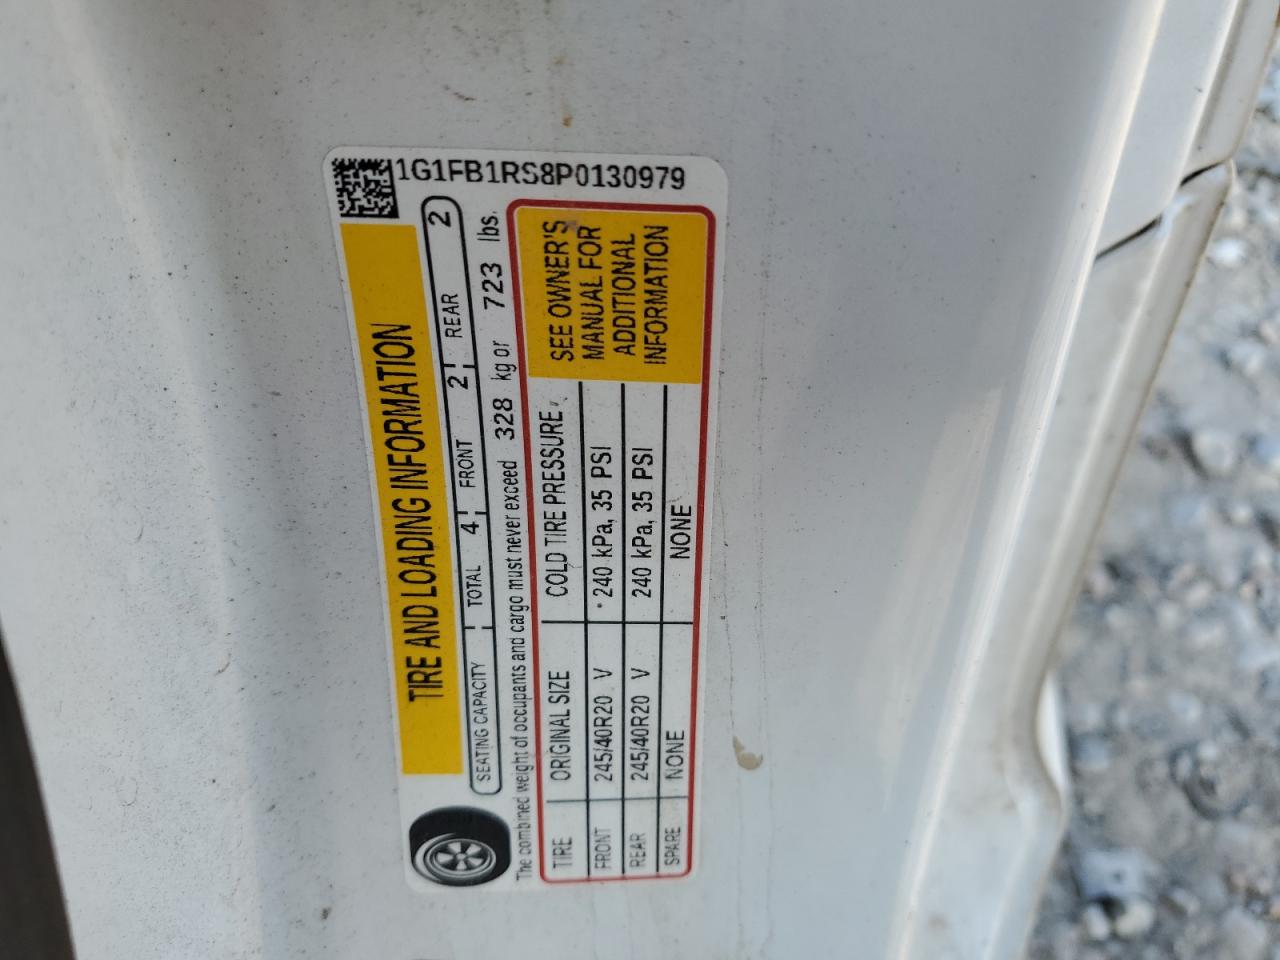 1G1FB1RS8P0130979
TIRE AND LOADING INFORMATION
SEATING CAPACITY TOTAL 4 FRONT 2 REAR 2
The combined weight of occupants and cargo must never exceed 328 kg or 723 lbs.
TIRE ORIGINAL SIZE COLD TIRE PRESSURE
FRONT 245/40R20 V 240 kPa, 35 PSI
REAR 245/40R20 V 240 kPa, 35 PSI
SPARE NONE NONE
SEE OWNER'S
MANUAL FOR
ADDITIONAL
INFORMATION